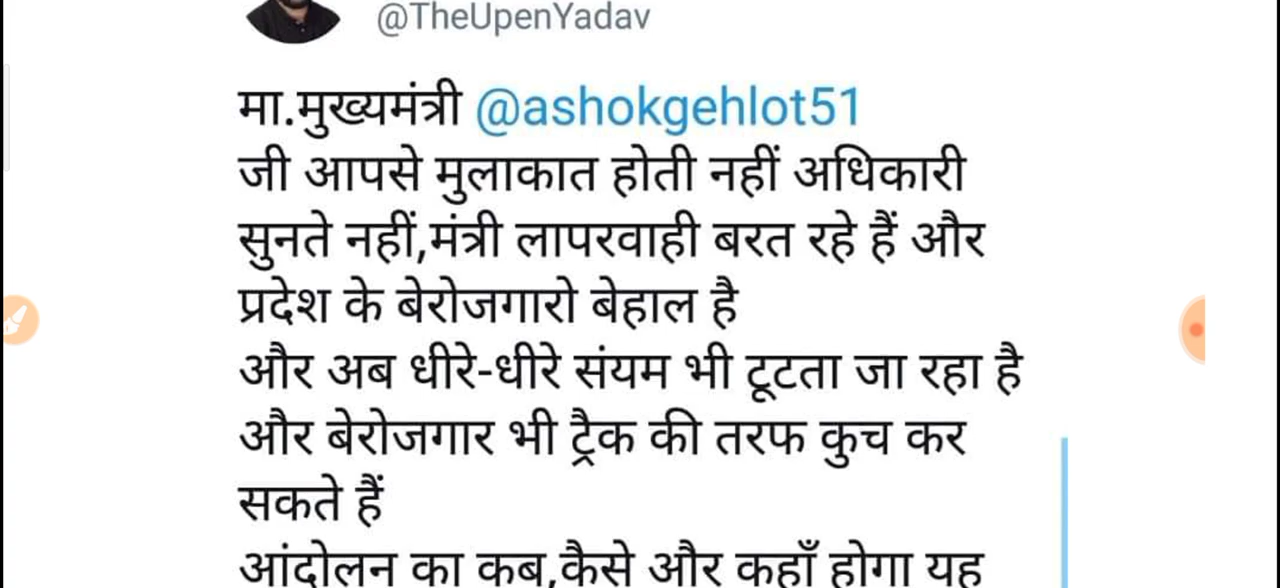 @TheUpenYadav
मा.मुख्यमंत्री @ashokgehlot51
जी आपसे मुलाकात होती नहीं अधिकारी
सुनते नहीं,मंत्री लापरवाही बरत रहे हैं और
प्रदेश के बेरोजगारो बेहाल है
और अब धीरे-धीरे संयम भी टूटता जा रहा है
और बेरोजगार भी ट्रैक की तरफ कुच कर
सकते हैं
आंदोलन का कब,कैसे और कहाँ होगा यह